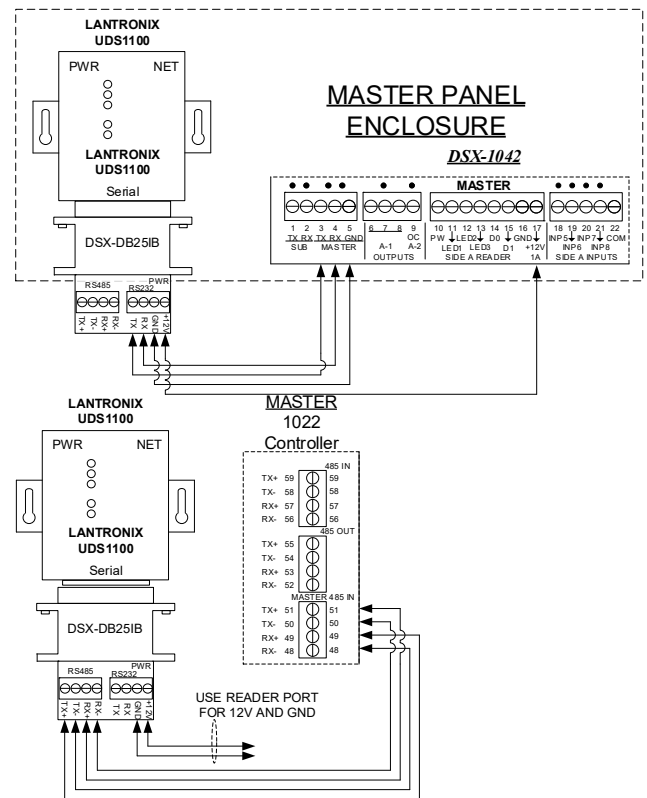 LANTRONIX
UDS1100
PWR NET
LANTRONIX
UDS1100
Serial
DSX-DB25IB
RS485 RS232 PWR
TX+ TX- RX+ RX- TX RX GND +12V
MASTER PANEL
ENCLOSURE
DSX-1042
MASTER
1 2 3 4 5 6 7 8 9 10 11 12 13 14 15 16 17 18 19 20 21 22
TX RX TX RX GND OC PW LED2 D0 GND INP5 INP7 COM
SUB MASTER A-1 A-2 LED1 LED3 D1 +12V INP6 INP8
OUTPUTS SIDE A READER 1A SIDE A INPUTS
LANTRONIX
UDS1100
PWR NET
LANTRONIX
UDS1100
Serial
DSX-DB25IB
RS485 RS232 PWR
TX+ TX- RX+ RX- TX RX GND +12V
MASTER
1022
Controller
485 IN
TX+ 59 59
TX- 58 58
RX+ 57 57
RX- 56 56
485 OUT
TX+ 55
TX- 54
RX+ 53
RX- 52
MASTER 485 IN
TX+ 51 51
TX- 50 50
RX+ 49 49
RX- 48 48
USE READER PORT
FOR 12V AND GND